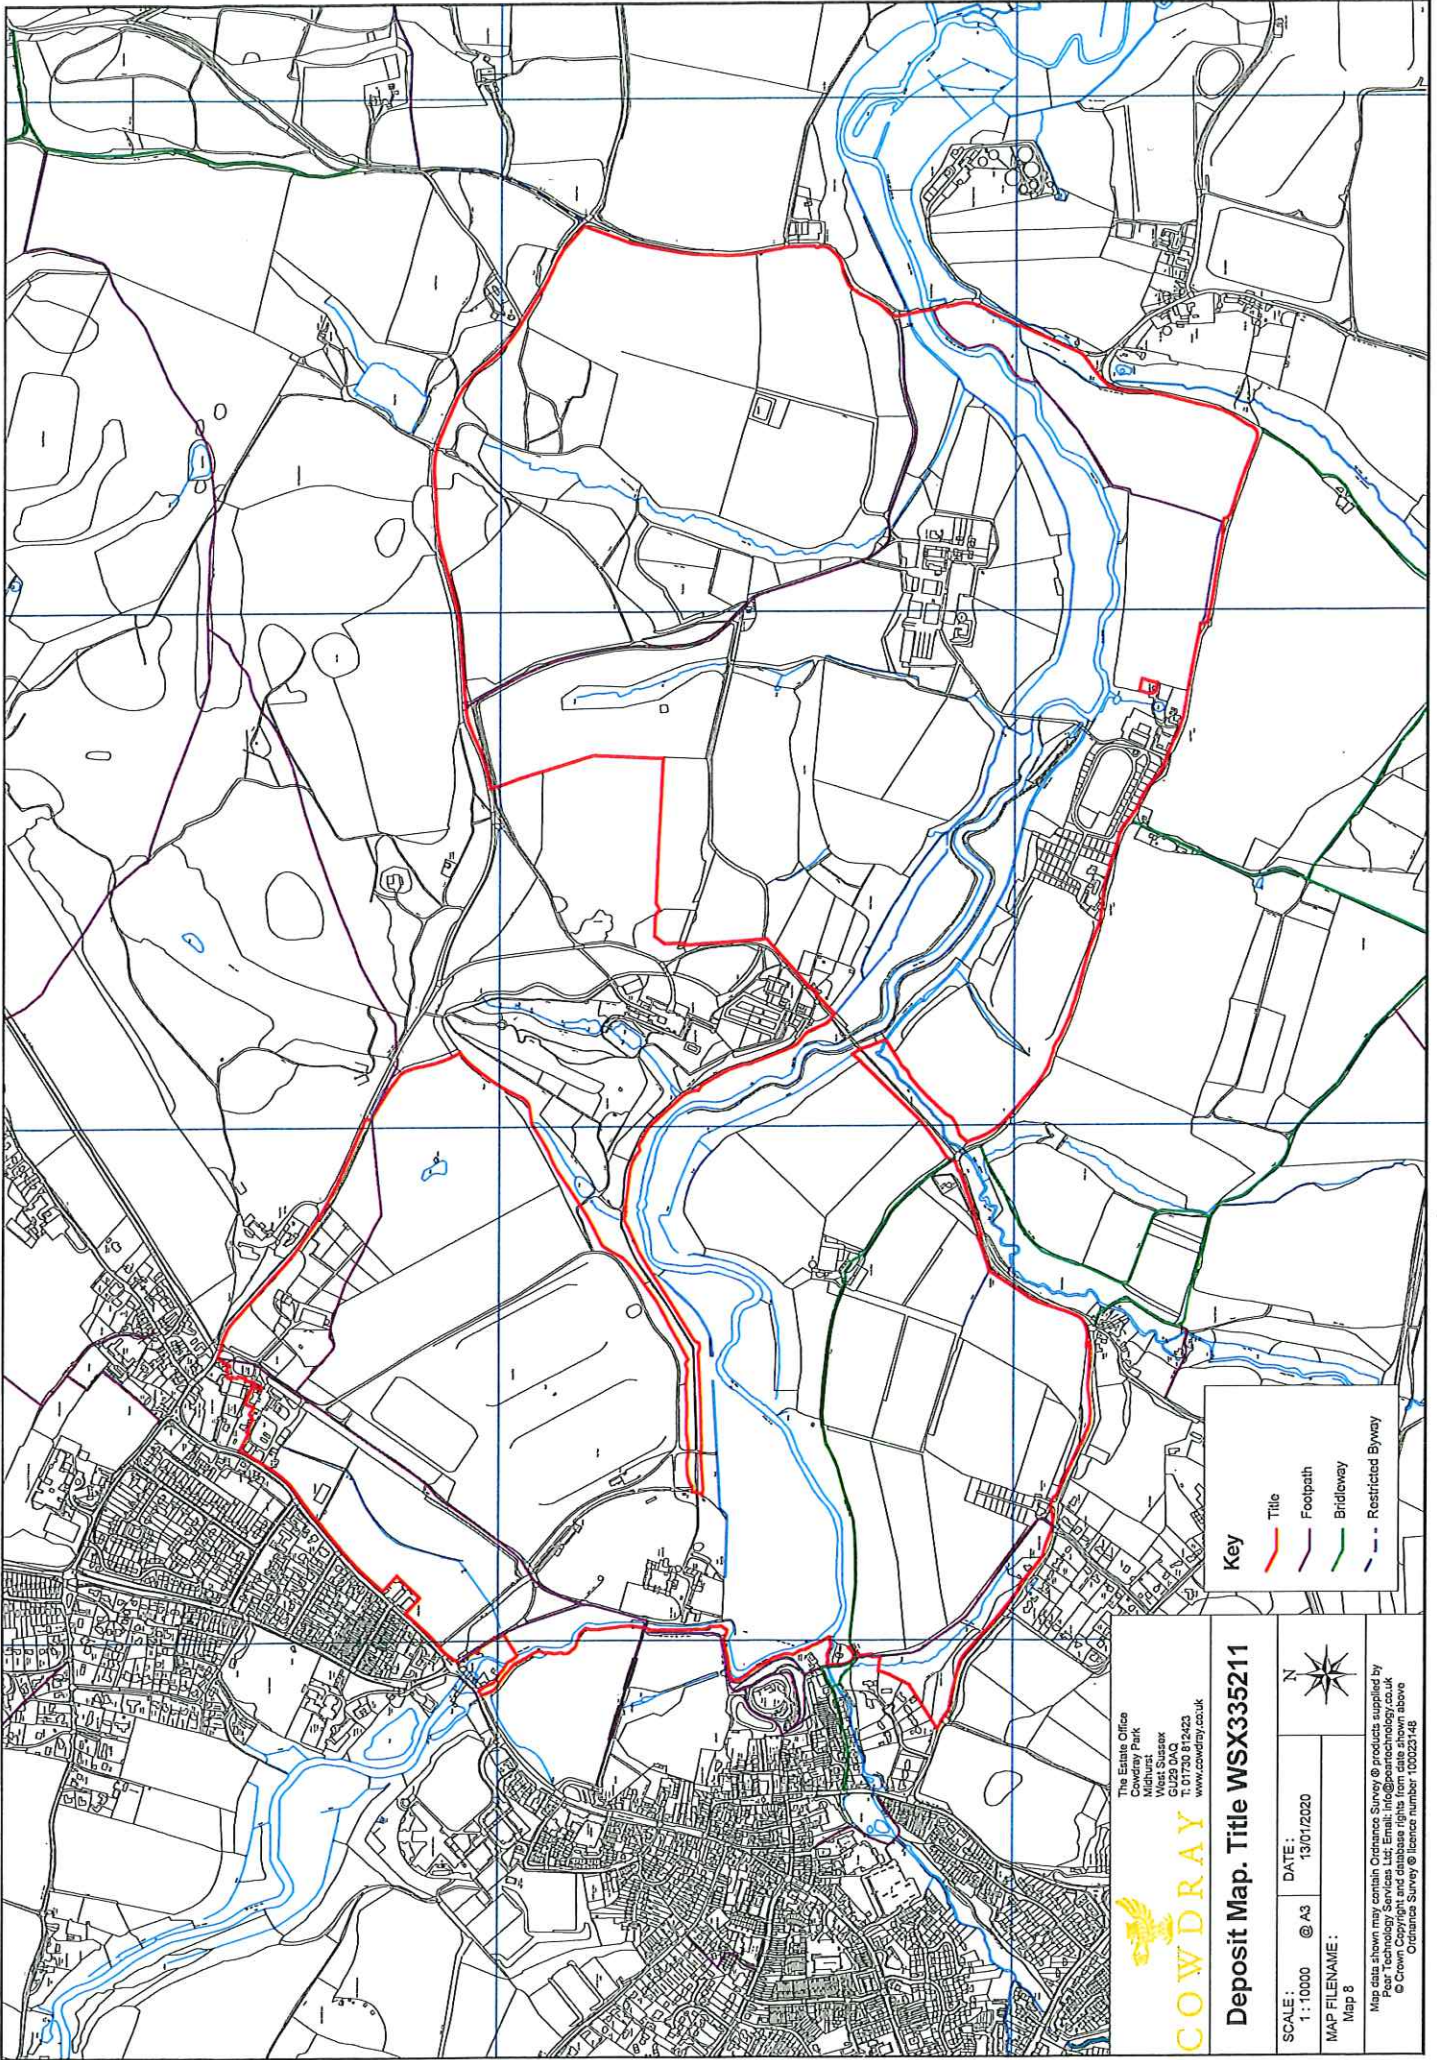 Key
Title
Footpath
Bridleway
Restricted Byway
COWDRAY
The Estate Office
Cowdray Park
Midhurst
West Sussex
GU29 0AQ
T: 01730 812423
www.cowdray.co.uk
Deposit Map. Title WSX335211
SCALE :
1 : 10000 @ A3
DATE :
13/01/2020
MAP FILENAME :
Map 8
N
Map data shown may contain Ordnance Survey ® products supplied by
Pear Technology Services Ltd; Email: info@peartechnology.co.uk
© Crown Copyright and database rights from date shown above
Ordnance Survey ® licence number 100023148